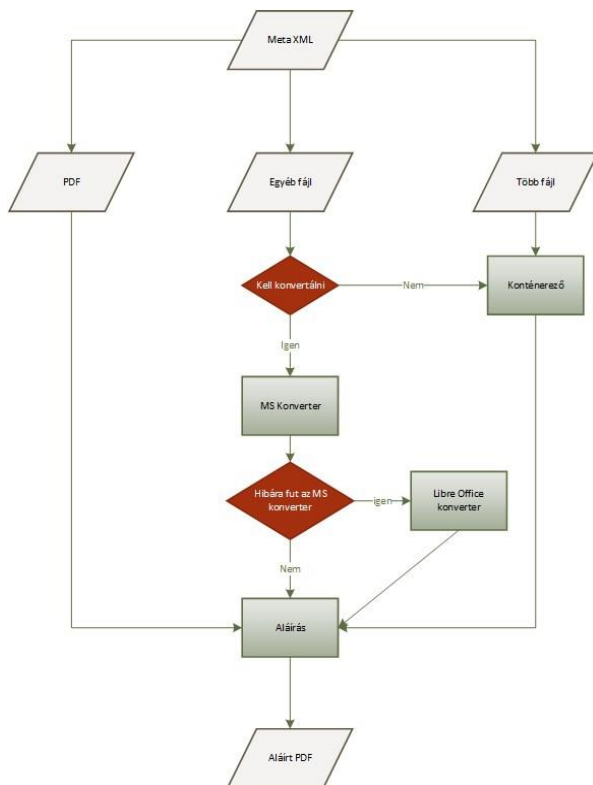 Meta XML
PDF
Egyéb fájl
Több fájl
Kell konvertálni
Nem
Konténerező
Igen
MS Konverter
Hibára fut az MS
konverter
igen
Libre Office
konverter
Nem
Aláírás
Aláírt PDF